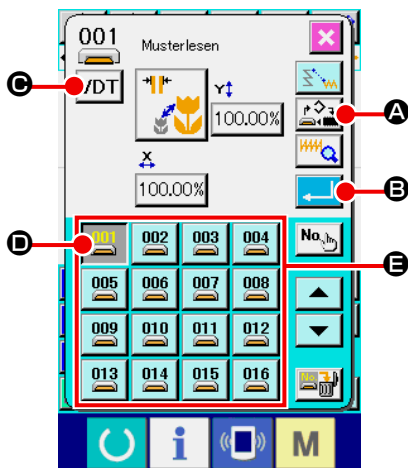 001
Musterlesen
/DT
Y
100.00%
X
100.00%
001 002 003 004
No.
005 006 007 008
009 010 011 012
013 014 015 016
No.
i
M
A
B
C
D
E